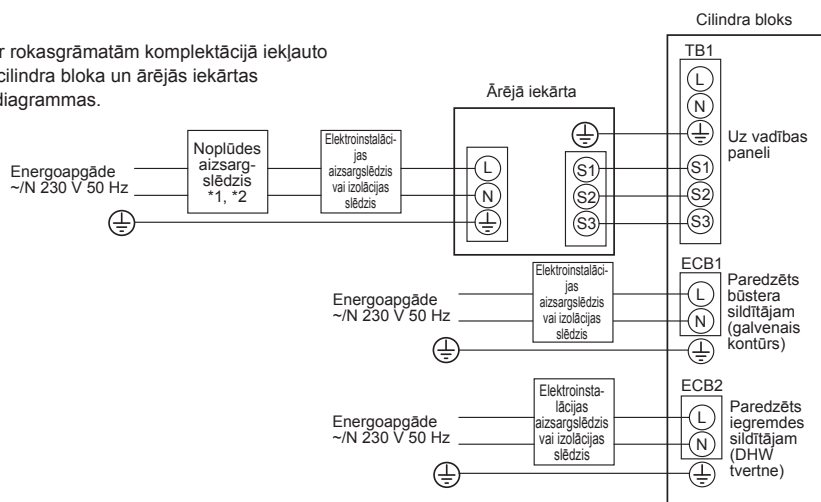 Cilindra bloks
r rokasgrāmatām komplektācijā iekļauto
cilindra bloka un ārējās iekārtas
diagrammas.
Ārējā iekārta
TB1
L
N
Uz vadības
paneli
S1
S2
S3
Energoapgāde
~/N 230 V 50 Hz
Noplūdes
aizsarg-
slēdzis
*1, *2
Elektroinstalāci-
jas
aizsargslēdzis
vai izolācijas
slēdzis
L
N
S1
S2
S3
ECB1
Energoapgāde
~/N 230 V 50 Hz
Elektroinstalāci-
jas
aizsargslēdzis
vai izolācijas
slēdzis
L
N
Paredzēts
būstera
sildītājam
(galvenais
kontūrs)
ECB2
Energoapgāde
~/N 230 V 50 Hz
Elektroinsta-
lācijas
aizsargslēdzis
vai izolācijas
slēdzis
L
N
Paredzēts
iegremdes
sildītājam
(DHW
tvertne)